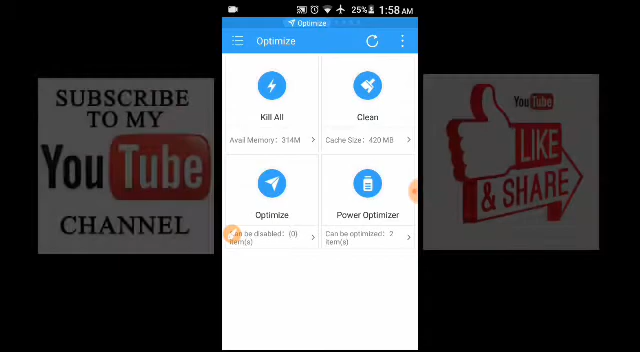 25% 1:58 AM
Optimize
Optimize
Kill All
Clean
Avail Memory: 314M
Cache Size: 420 MB
Optimize
Power Optimizer
Can be disabled: (0)
item(s)
Can be optimized: 2
item(s)
SUBSCRIBE
TO MY
YouTube
CHANNEL
YouTube
LIKE
& SHARE